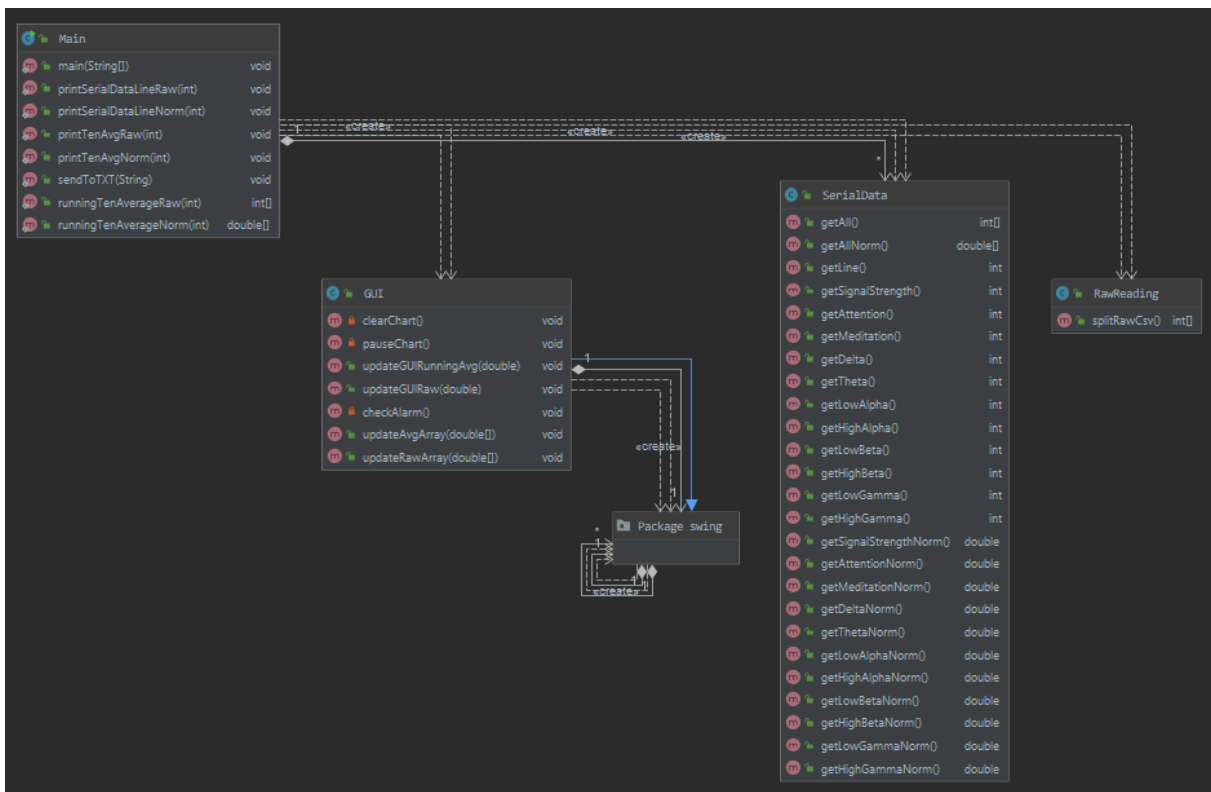 Main
main(String[]) void
printSerialDataLineRaw(int) void
printSerialDataLineNorm(int) void
printTenAvgRaw(int) void
printTenAvgNorm(int) void
sendToTXT(String) void
runningTenAverageRaw(int) int[]
runningTenAverageNorm(int) double[]
1
«create»
«create»
«create»
*
GUI
clearChart() void
pauseChart() void
updateGUIRunningAvg(double) void
updateGUIRaw(double) void
checkAlarm() void
updateAvgArray(double[]) void
updateRawArray(double[]) void
1
«create»
1
Package swing
*
1
1
1
«create»
SerialData
getAll() int[]
getAllNorm() double[]
getLine() int
getSignalStrength() int
getAttention() int
getMeditation() int
getDelta() int
getTheta() int
getLowAlpha() int
getHighAlpha() int
getLowBeta() int
getHighBeta() int
getLowGamma() int
getHighGamma() int
getSignalStrengthNorm() double
getAttentionNorm() double
getMeditationNorm() double
getDeltaNorm() double
getThetaNorm() double
getLowAlphaNorm() double
getHighAlphaNorm() double
getLowBetaNorm() double
getHighBetaNorm() double
getLowGammaNorm() double
getHighGammaNorm() double
RawReading
splitRawCsv() int[]